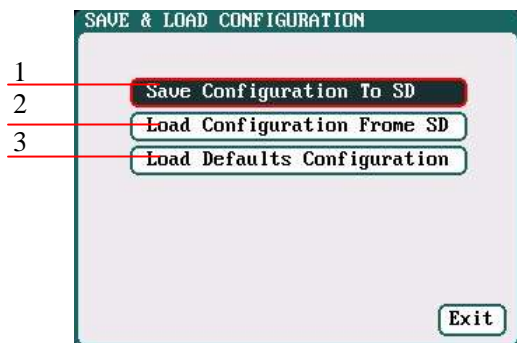 SAVE & LOAD CONFIGURATION
1
Save Configuration To SD
2
Load Configuration Frome SD
3
Load Defaults Configuration
Exit